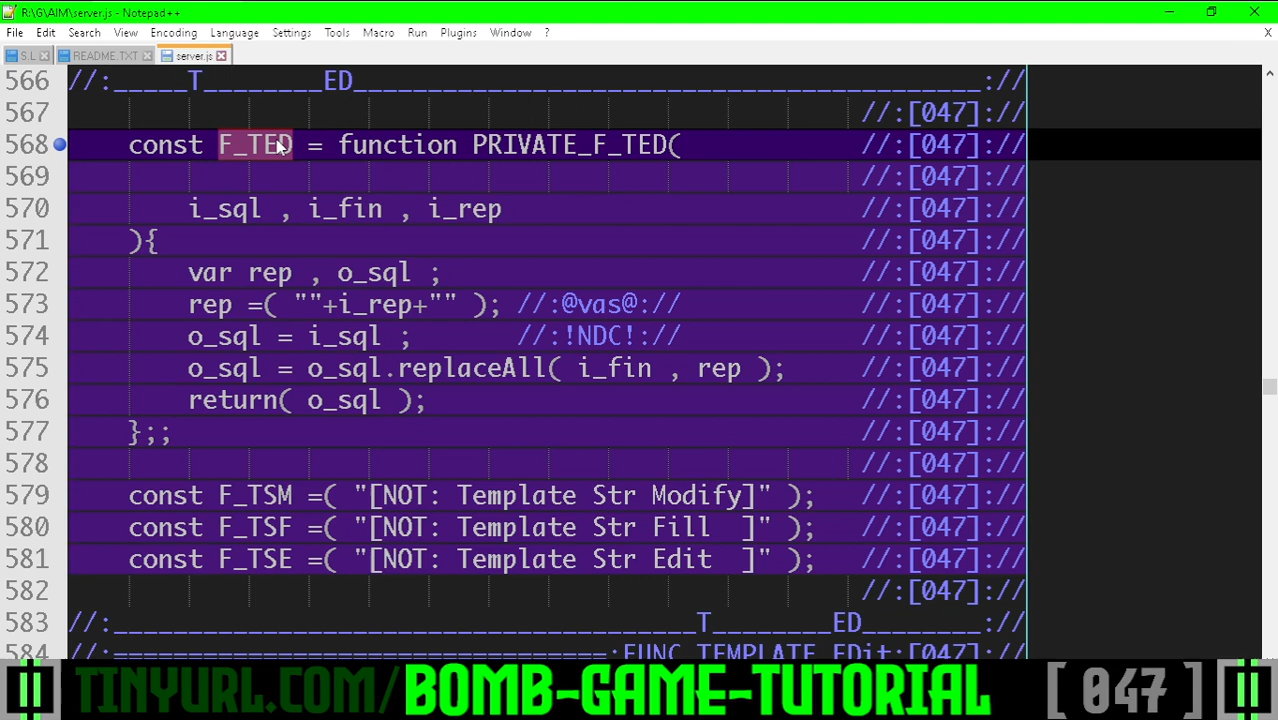 R:\G\AIM\server.js - Notepad++
File Edit Search View Encoding Language Settings Tools Macro Run Plugins Window ? X
S.L README.TXT server.js
566 //:_____T________ED__________________________________________://
567 //:[047]://
568 const F_TED = function PRIVATE_F_TED( //:[047]://
569 //:[047]://
570 i_sql , i_fin , i_rep //:[047]://
571 ){ //:[047]://
572 var rep , o_sql ; //:[047]://
573 rep =( ""+i_rep+"" ); //:@vas@:// //:[047]://
574 o_sql = i_sql ; //:!NDC!:// //:[047]://
575 o_sql = o_sql.replaceAll( i_fin , rep ); //:[047]://
576 return( o_sql ); //:[047]://
577 };; //:[047]://
578 //:[047]://
579 const F_TSM =( "[NOT: Template Str Modify]" ); //:[047]://
580 const F_TSF =( "[NOT: Template Str Fill  ]" ); //:[047]://
581 const F_TSE =( "[NOT: Template Str Edit  ]" ); //:[047]://
582 //:[047]://
583 //:_______________________________________T________ED________://
584 //:=================================:FUNC_TEMPLATE_EDit:[047]://
TINYURL.COM/BOMB-GAME-TUTORIAL [ 047 ]